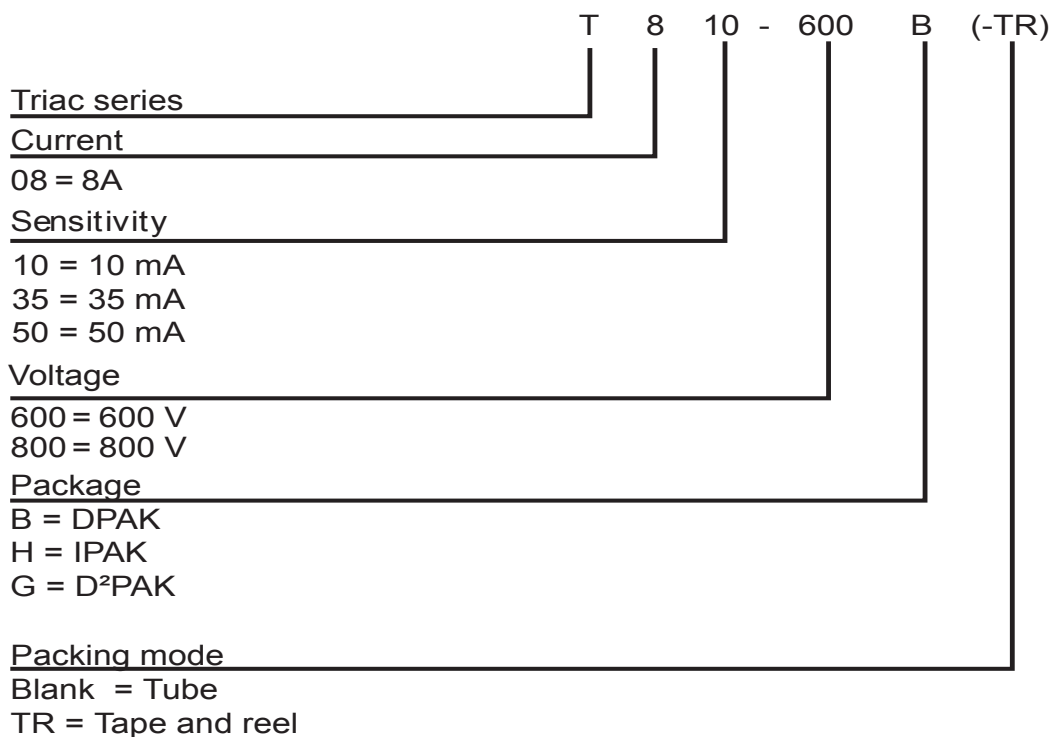 T 8 10 - 600 B (-TR)
Triac series
Current
08 = 8A
Sensitivity
10 = 10 mA
35 = 35 mA
50 = 50 mA
Voltage
600 = 600 V
800 = 800 V
Package
B = DPAK
H = IPAK
G = D²PAK
Packing mode
Blank = Tube
TR = Tape and reel